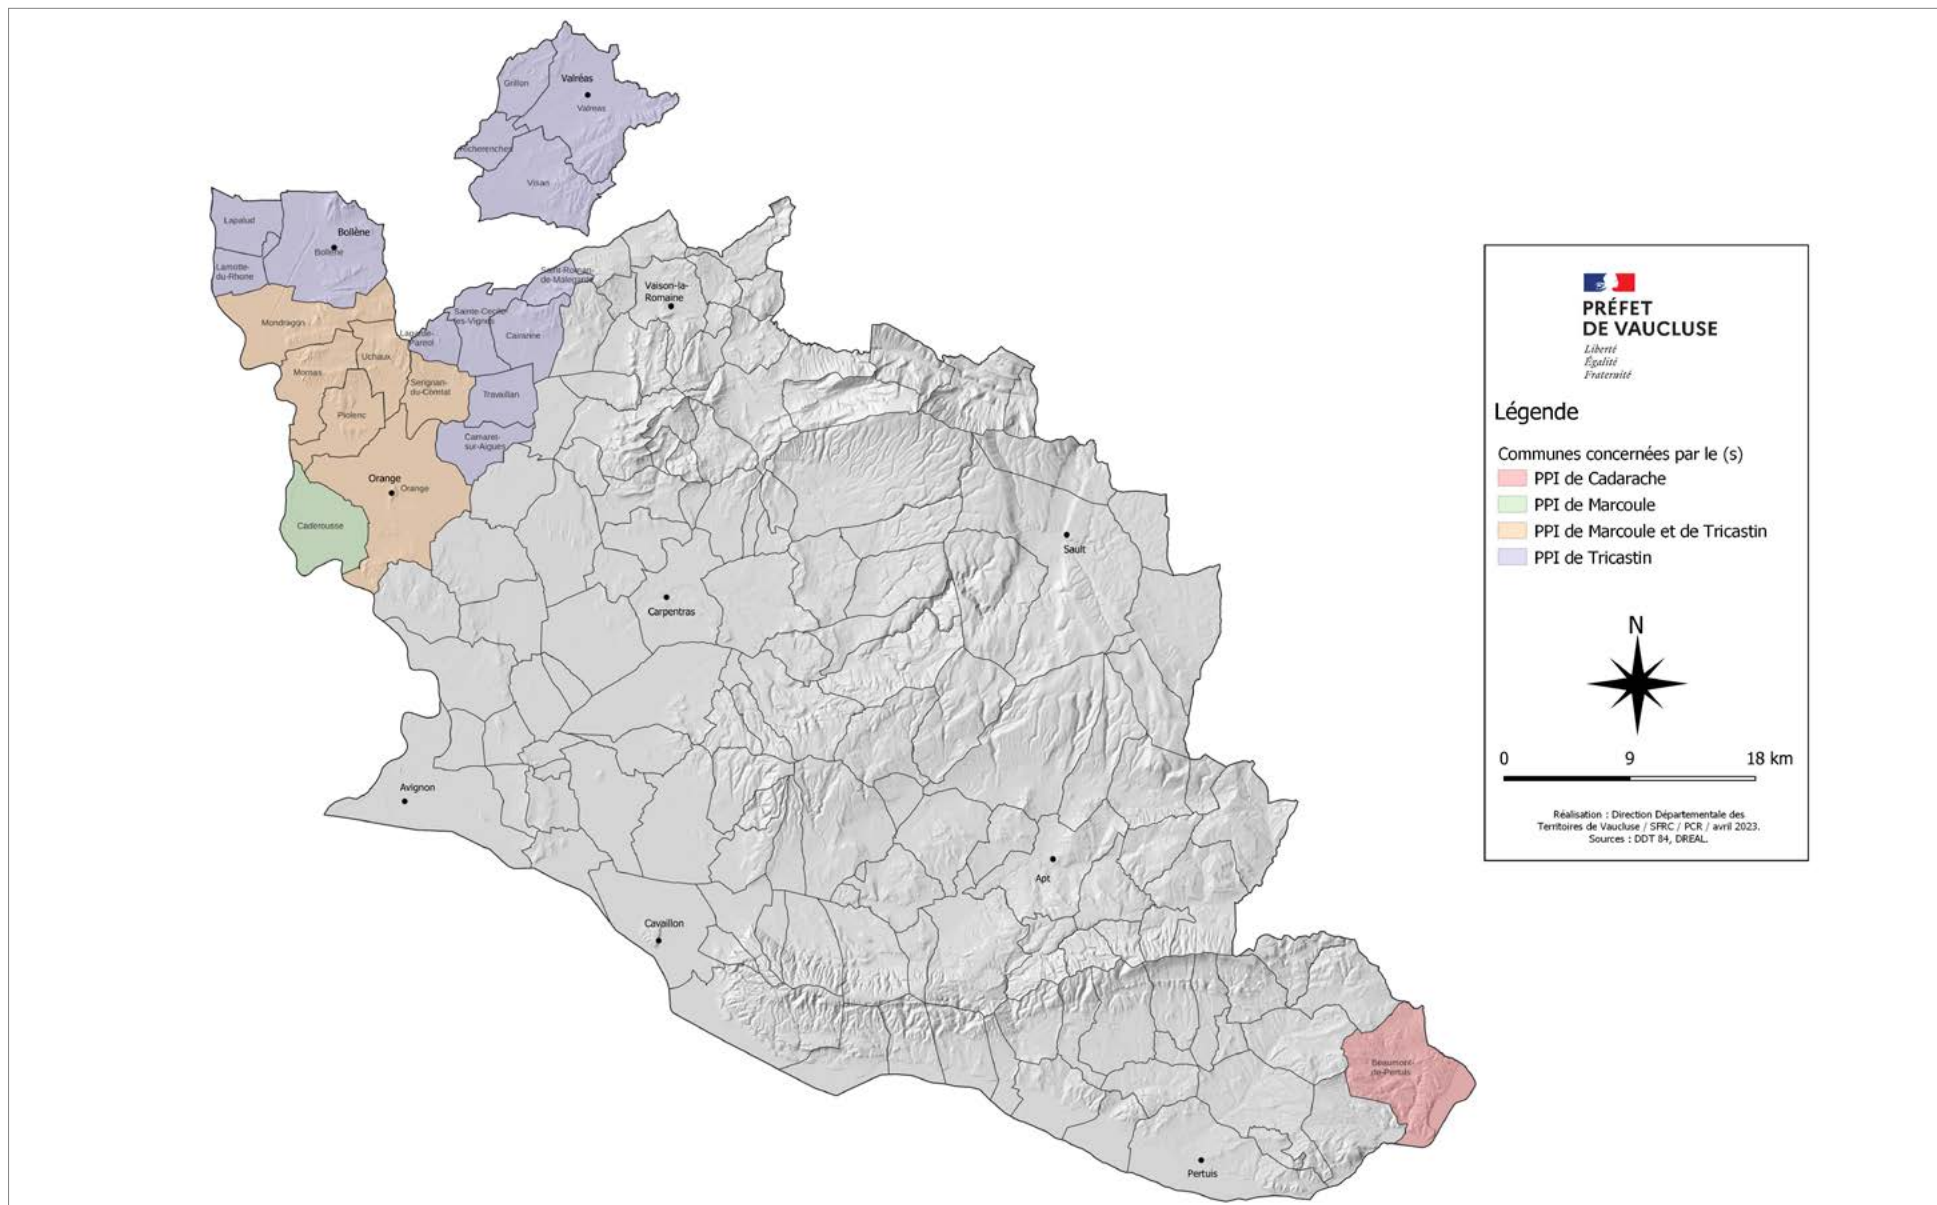 Grillon
Valréas
Valreas
Richerenches
Visan
Lapalud
Bollène
Bollène
Lamotte-
du-Rhone
Saint-Roman-
de-Malegarde
Vaison-la-
Romaine
Mondragon
Sainte-Cecile-
les-Vignes
Lagarde-
Pareol
Cairanne
Uchaux
Mornas
Serignan-
du-Comtat
Travaillan
Piolenc
Camaret-
sur-Aigues
Orange
Orange
Caderousse
Sault
Carpentras
Avignon
Apt
Cavaillon
Beaumont-
de-Pertuis
Pertuis
PRÉFET
DE VAUCLUSE
Liberté
Égalité
Fraternité
Légende
Communes concernées par le (s)
PPI de Cadarache
PPI de Marcoule
PPI de Marcoule et de Tricastin
PPI de Tricastin
N
0 9 18 km
Réalisation : Direction Départementale des
Territoires de Vaucluse / SFRC / PCR / avril 2023.
Sources : DDT 84, DREAL.